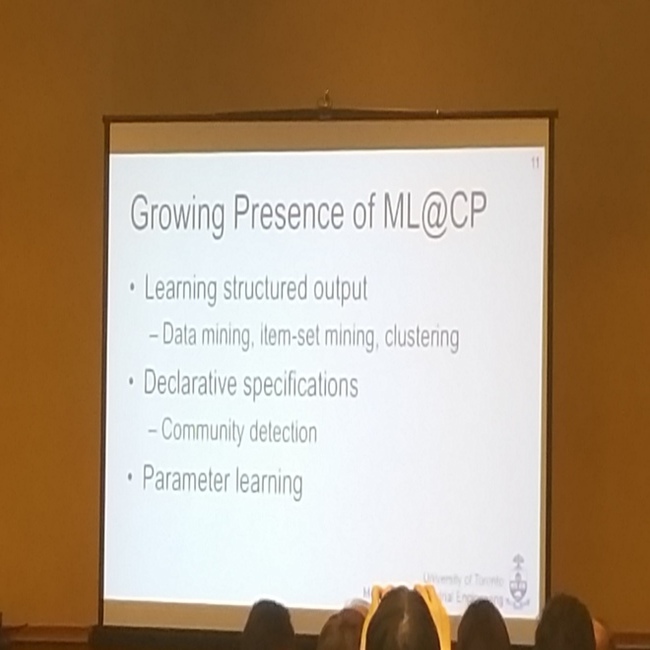 11
Growing Presence of ML@CP
• Learning structured output
– Data mining, item-set mining, clustering
• Declarative specifications
– Community detection
• Parameter learning
University of Toronto
Engineering